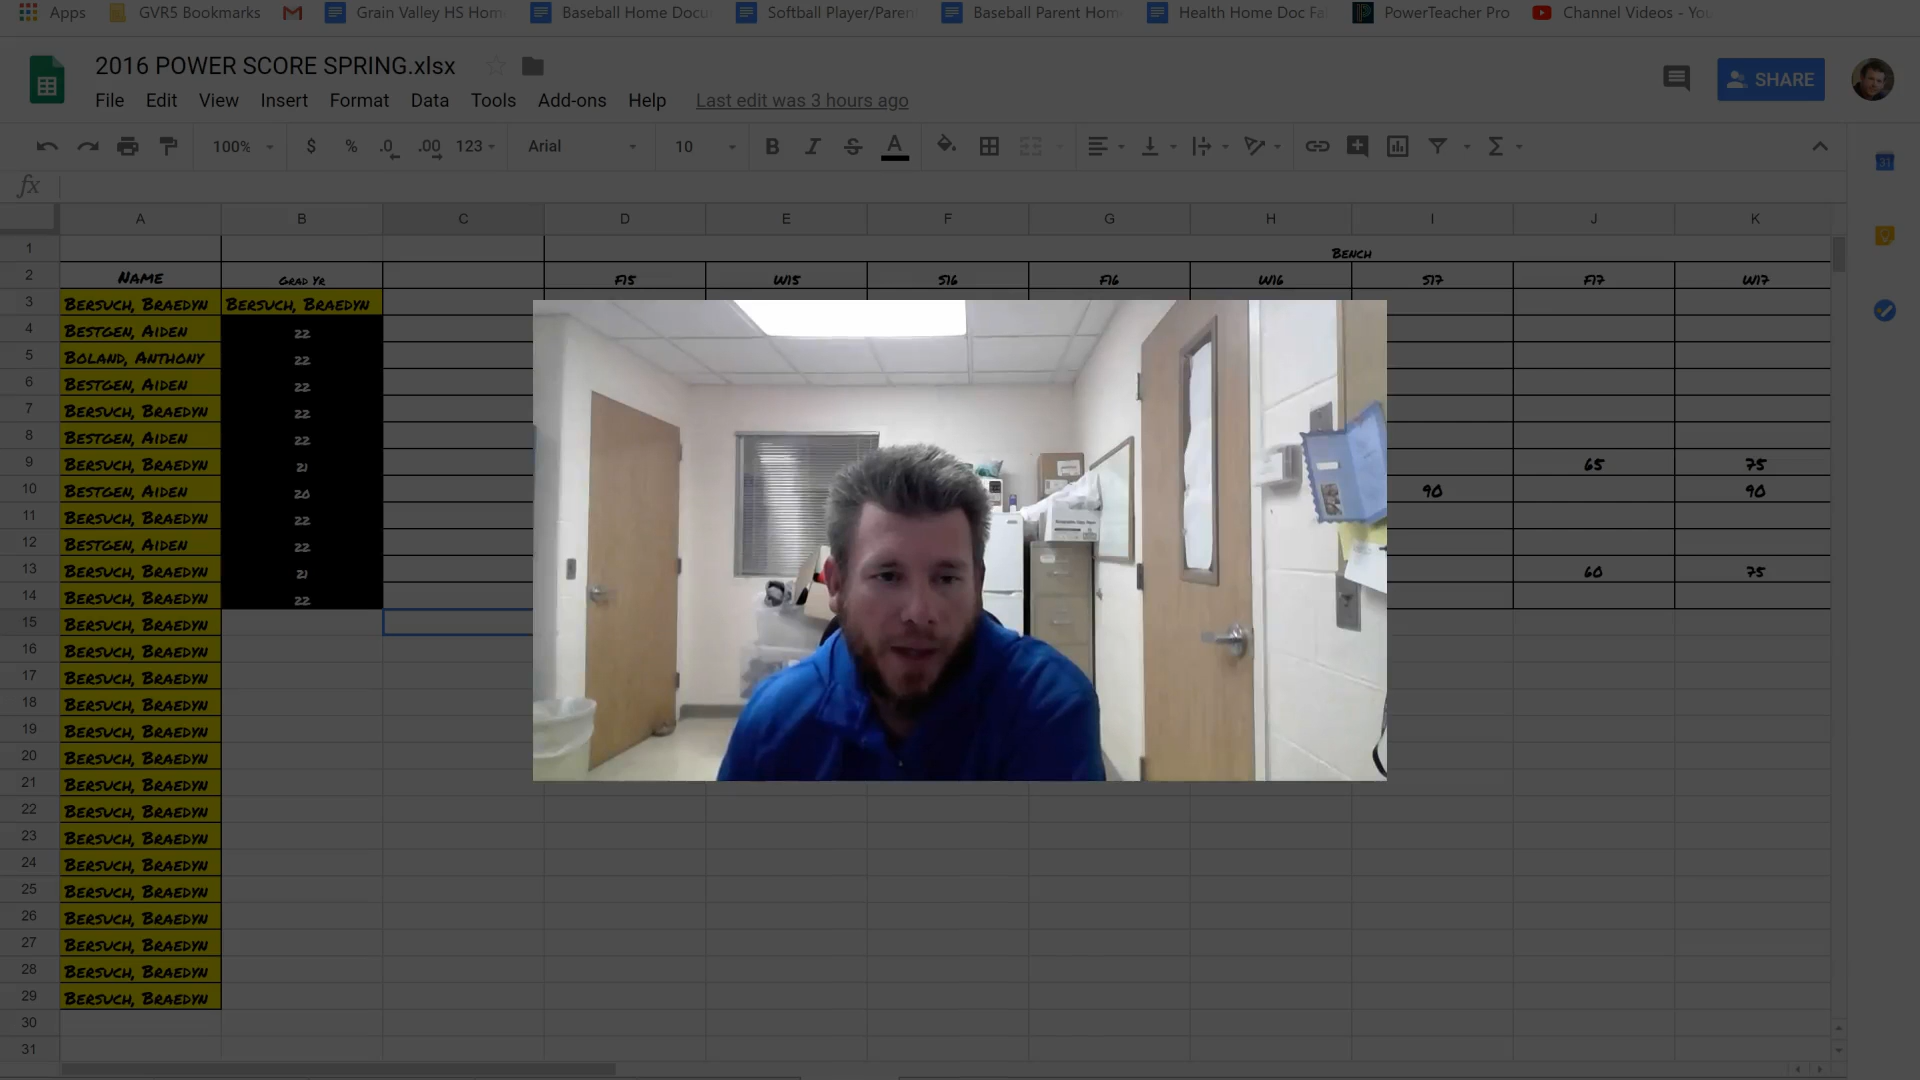 Apps GVR5 Bookmarks Grain Valley HS Hom Baseball Home Docu Softball Player/Paren Baseball Parent Hom Health Home Doc Fa PowerTeacher Pro Channel Videos - You
2016 POWER SCORE SPRING.xlsx
File Edit View Insert Format Data Tools Add-ons Help Last edit was 3 hours ago
SHARE
100% $ % .0 .00 123 Arial 10 B I S A Σ
31
fx
A B C D E F G H I J K
1 BENCH
2 NAME GRAD YR F15 W15 S16 F16 W16 S17 F17 W17
3 BERSUCH, BRAEDYN BERSUCH, BRAEDYN
4 BESTGEN, AIDEN 22
5 BOLAND, ANTHONY 22
6 BESTGEN, AIDEN 22
7 BERSUCH, BRAEDYN 22
8 BESTGEN, AIDEN 22
9 BERSUCH, BRAEDYN 21 65 75
10 BESTGEN, AIDEN 20 90 90
11 BERSUCH, BRAEDYN 22
12 BESTGEN, AIDEN 22
13 BERSUCH, BRAEDYN 21 60 75
14 BERSUCH, BRAEDYN 22
15 BERSUCH, BRAEDYN
16 BERSUCH, BRAEDYN
17 BERSUCH, BRAEDYN
18 BERSUCH, BRAEDYN
19 BERSUCH, BRAEDYN
20 BERSUCH, BRAEDYN
21 BERSUCH, BRAEDYN
22 BERSUCH, BRAEDYN
23 BERSUCH, BRAEDYN
24 BERSUCH, BRAEDYN
25 BERSUCH, BRAEDYN
26 BERSUCH, BRAEDYN
27 BERSUCH, BRAEDYN
28 BERSUCH, BRAEDYN
29 BERSUCH, BRAEDYN
30
31